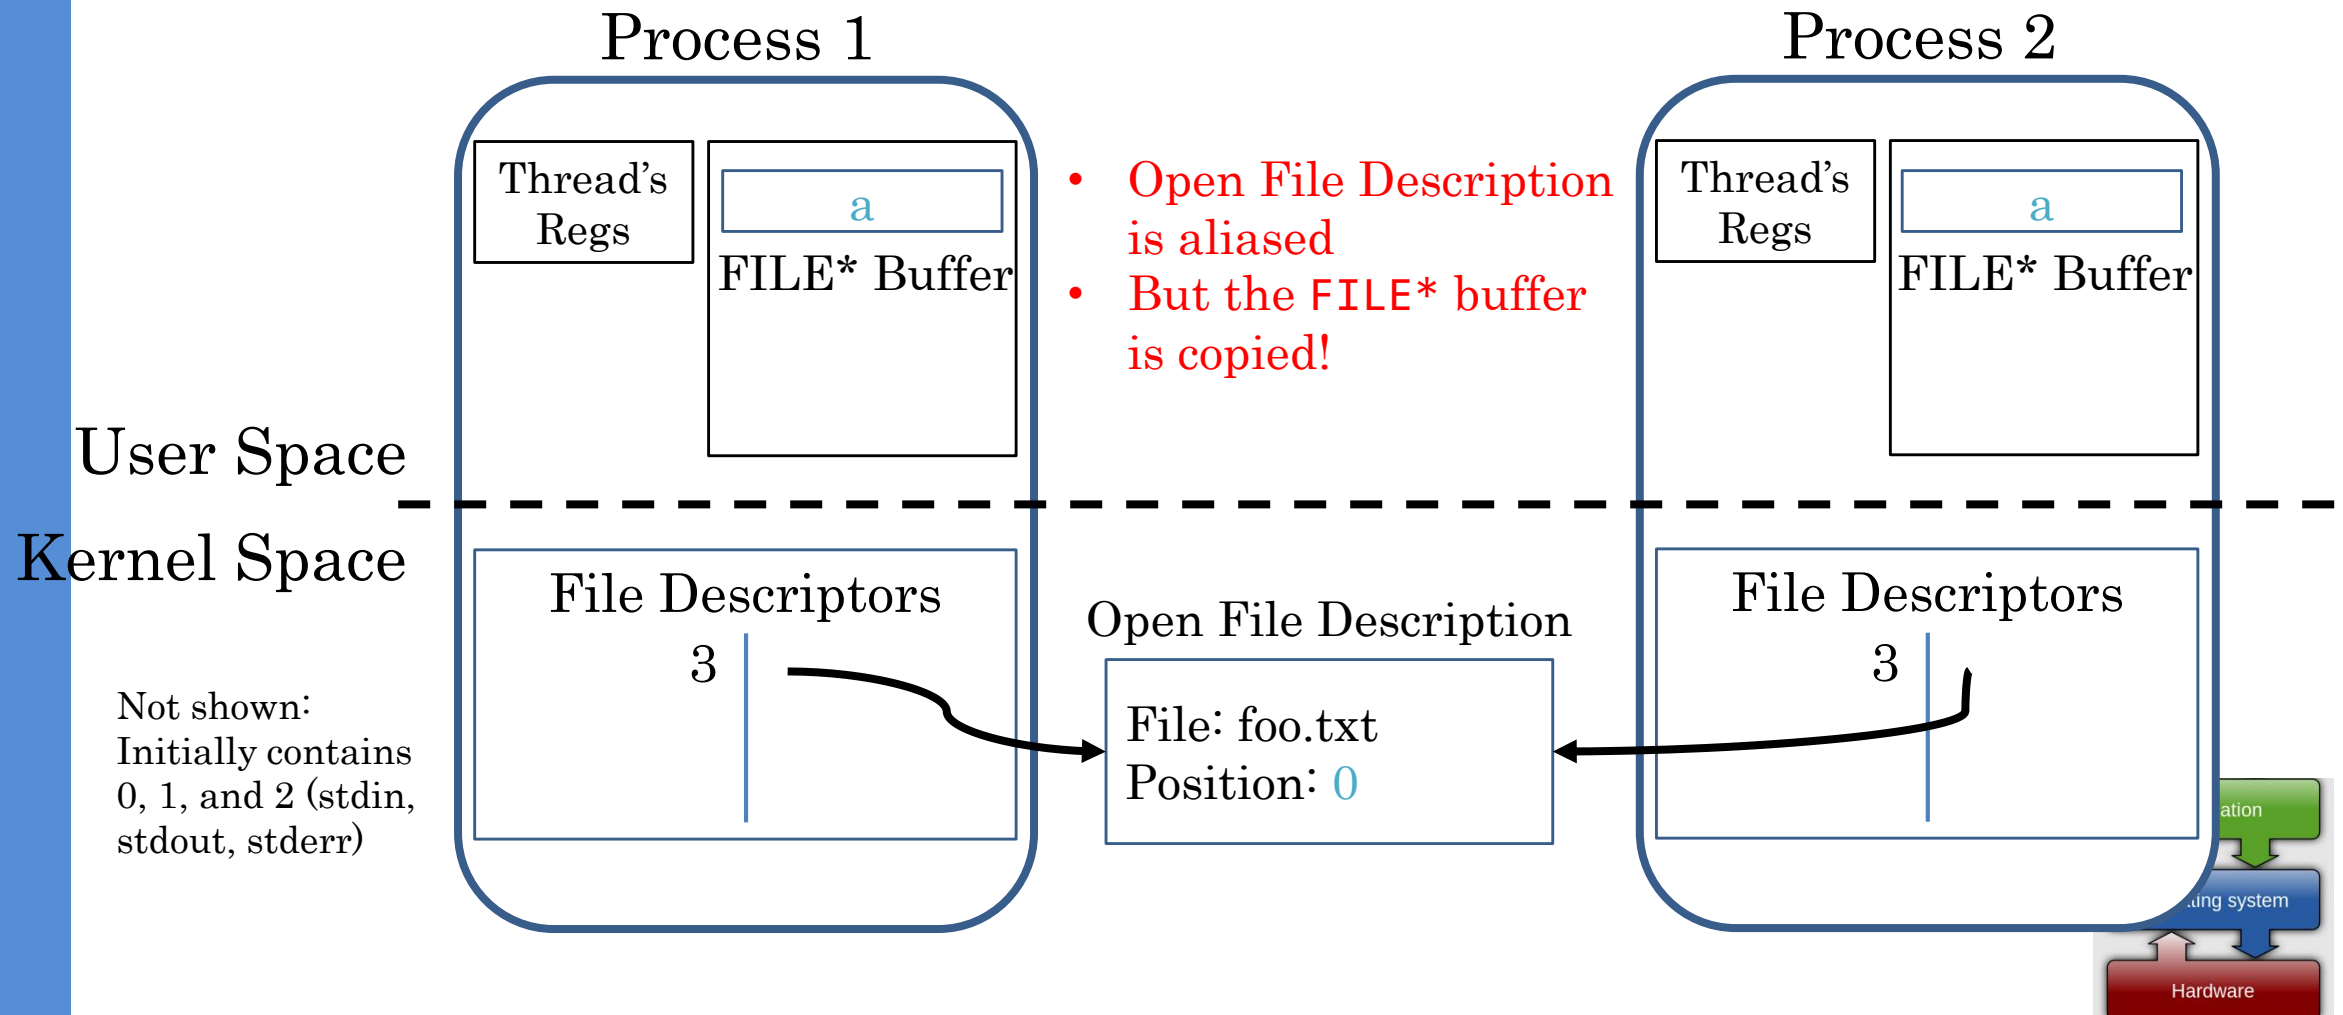 Process 1
Process 2
Thread's
Regs
a
FILE* Buffer
• Open File Description
is aliased
• But the FILE* buffer
is copied!
Thread's
Regs
a
FILE* Buffer
User Space
Kernel Space
File Descriptors
3
Open File Description
File: foo.txt
Position: 0
File Descriptors
3
Not shown:
Initially contains
0, 1, and 2 (stdin,
stdout, stderr)
system
Hardware